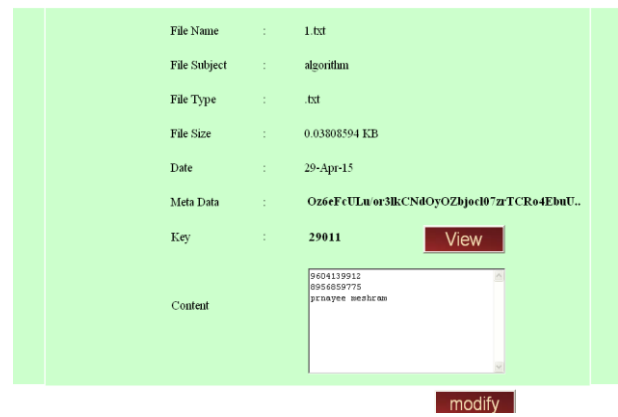 File Name : 1.txt
File Subject : algorithm
File Type : .txt
File Size : 0.03808594 KB
Date : 29-Apr-15
Meta Data : Oz6eFcULu/or3lkCNdOyOZbjocl07zrTCRo4EbuU..
Key : 29011 View
Content
9604139912
8956859775
prnayee meshram
modify